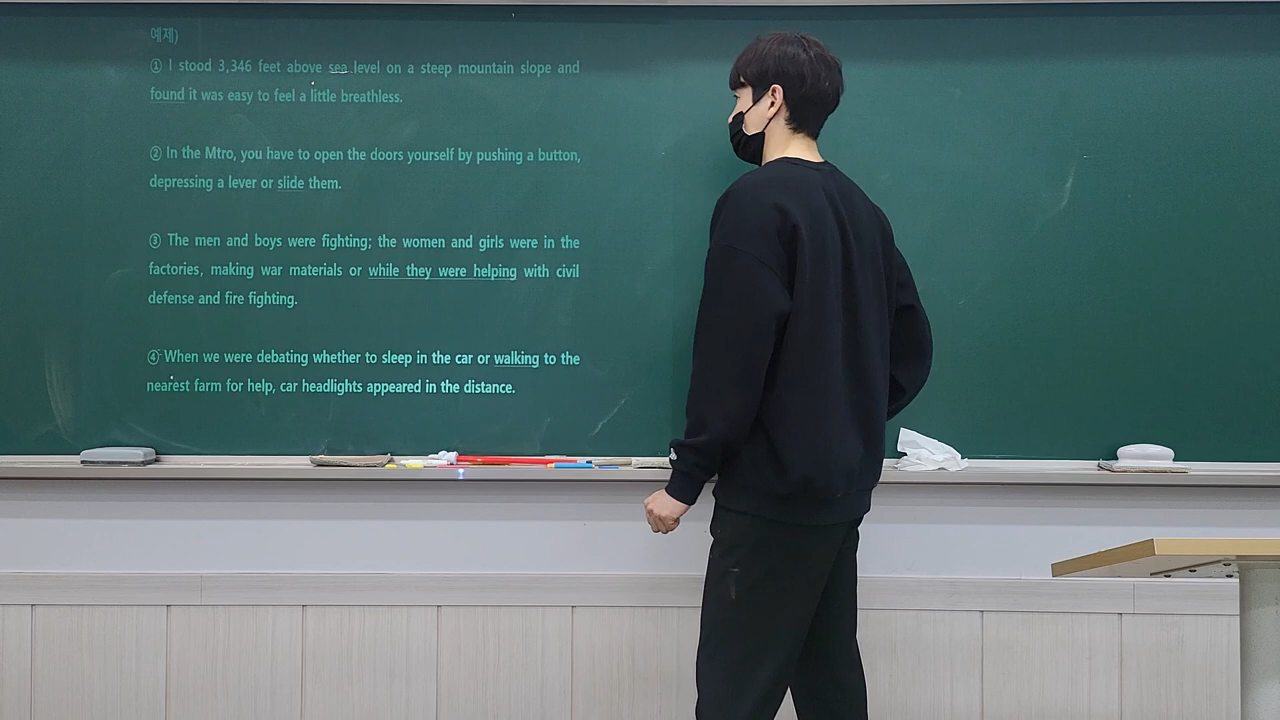 예제)
① I stood 3,346 feet above sea level on a steep mountain slope and
found it was easy to feel a little breathless.
② In the Mtro, you have to open the doors yourself by pushing a button,
depressing a lever or slide them.
③ The men and boys were fighting; the women and girls were in the
factories, making war materials or while they were helping with civil
defense and fire fighting.
④ When we were debating whether to sleep in the car or walking to the
nearest farm for help, car headlights appeared in the distance.